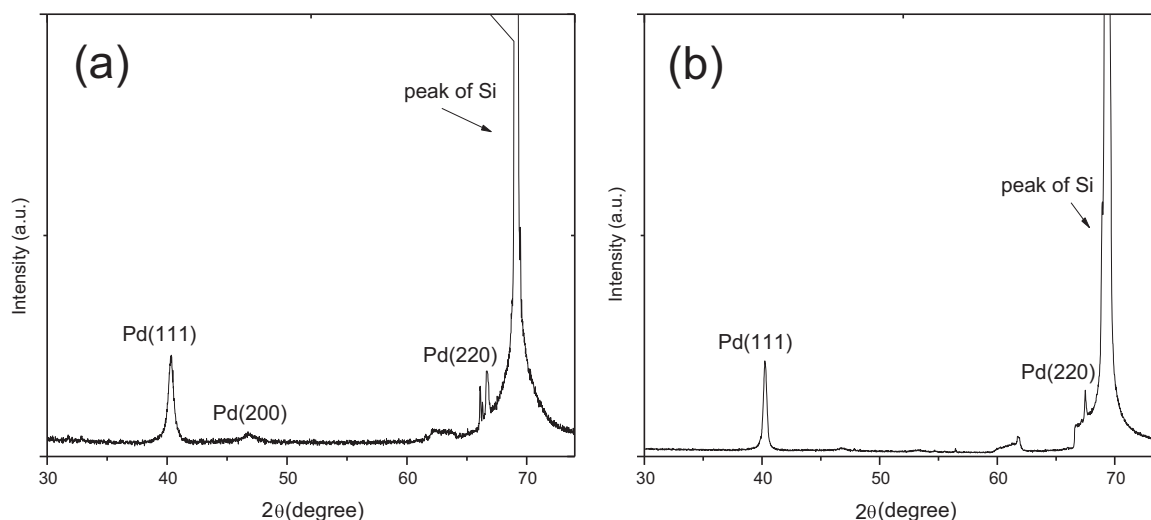 (a)
peak of Si
Pd(111)
Pd(220)
Pd(200)
Intensity (a.u.)
30 40 50 60 70
2θ(degree)
(b)
peak of Si
Pd(111)
Pd(220)
Intensity (a.u.)
30 40 50 60 70
2θ(degree)